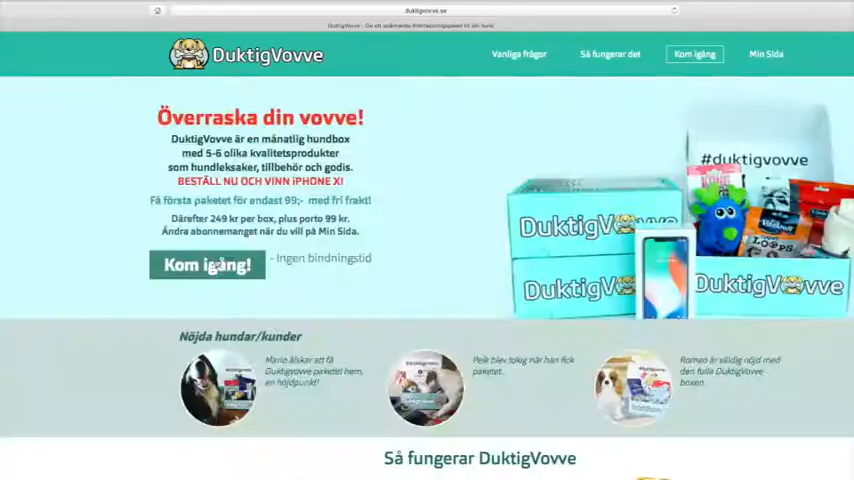 duktigvovve.se
DuktigVovve
Vanliga frågor
Så fungerar det
Kom igång
Min Sida
Överraska din vovve!
DuktigVovve är en månatlig hundbox
med 5-6 olika kvalitetsprodukter
som hundleksaker, tillbehör och godis.
BESTÄLL NU OCH VINN iPHONE X!
Få första paketet för endast 99;- med fri frakt!
Därefter 249 kr per box, plus porto 99 kr.
Ändra abonnemanget när du vill på Min Sida.
Kom igång!
- Ingen bindningstid
#duktigvovve
DuktigVovve
DuktigV
DuktigVovve
Vitakraft
LOOPS
Nöjda hundar/kunder
Mario älskar att få
Duktigvovve paketet hem,
en höjdpunkt!
Peik blev tokig när han fick
paketet.
Romeo är väldig nöjd med
den fulla DuktigVovve
boxen.
Så fungerar DuktigVovve